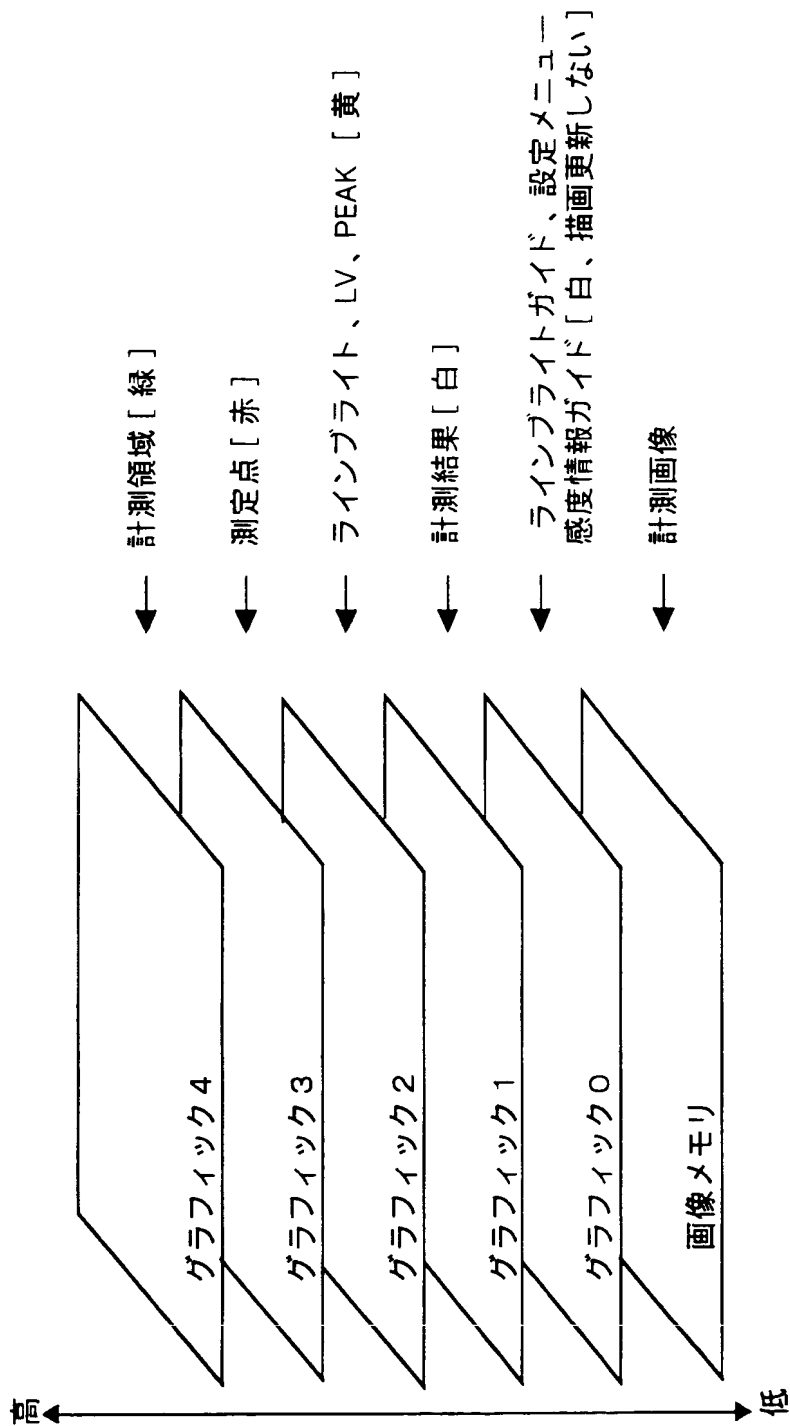 高
グラフィック4
計測領域[緑]
グラフィック3
測定点[赤]
グラフィック2
ラインブライト、LV、PEAK [黄]
グラフィック1
計測結果[白]
グラフィック0
ラインブライトガイド、設定メニュー
感度情報ガイド[白、描画更新しない]
画像メモリ
計測画像
低